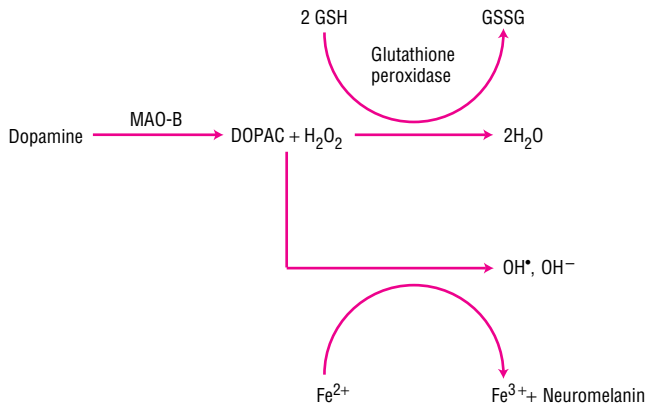 2 GSH
GSSG
Glutathione
peroxidase
MAO-B
Dopamine
DOPAC + H₂O₂
2H₂O
OH•, OH⁻
Fe²⁺
Fe³⁺ + Neuromelanin